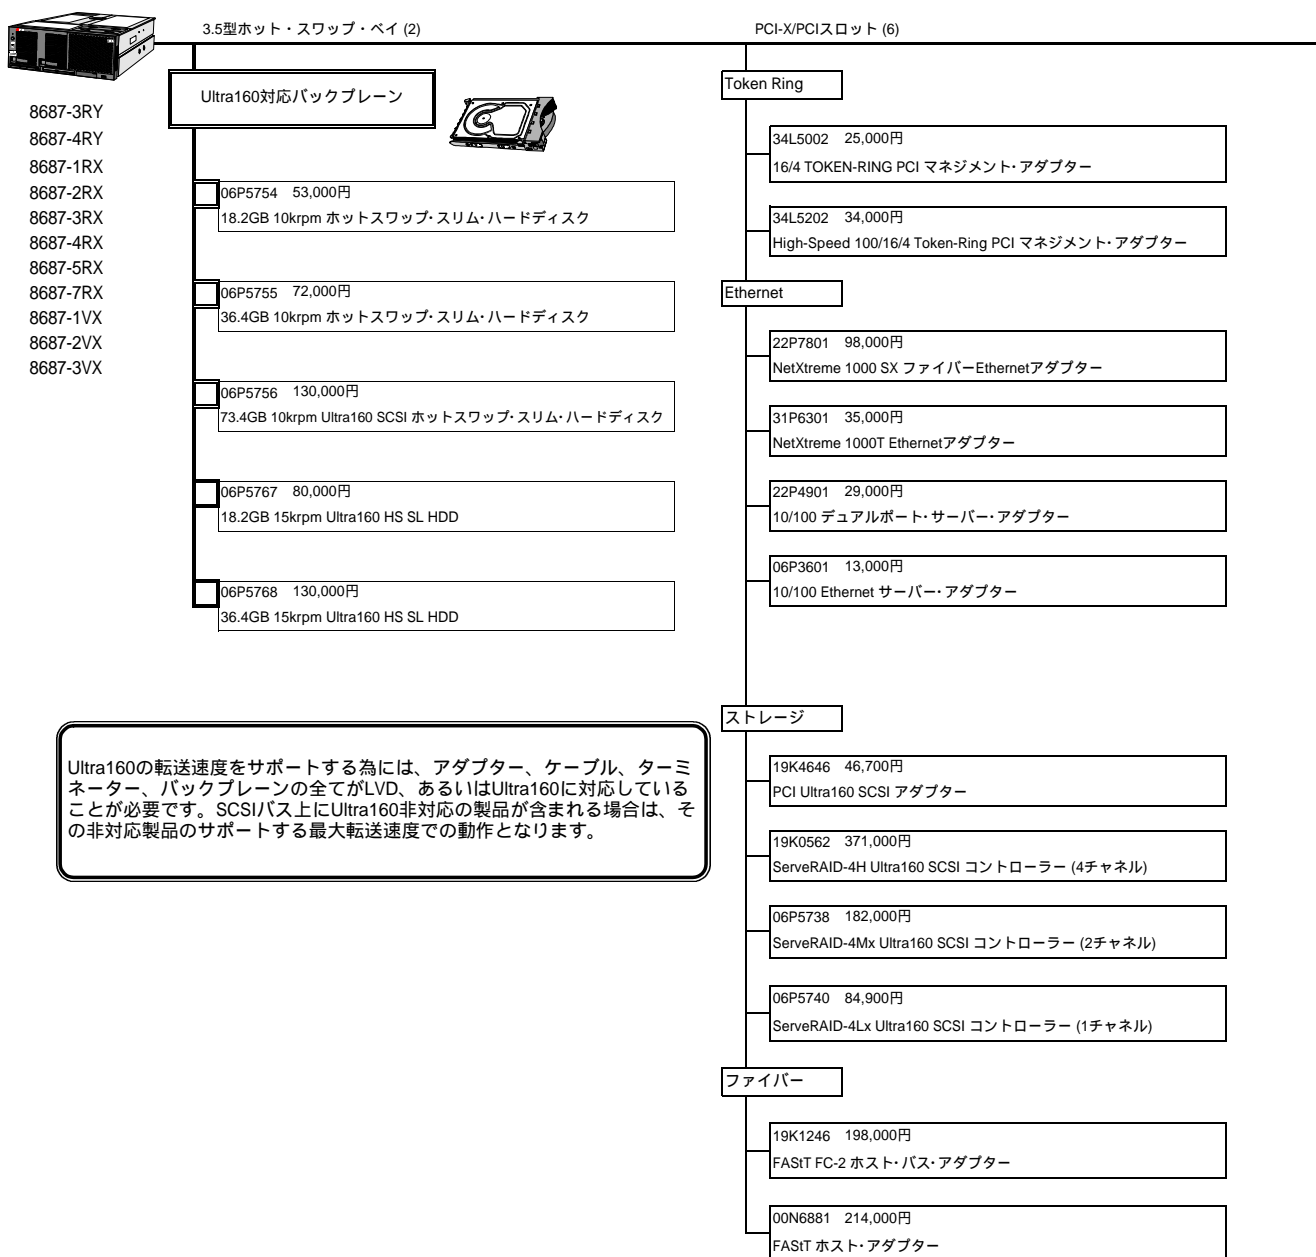 3.5型ホット・スワップ・ベイ (2)
PCI-X/PCIスロット (6)
8687-3RY
8687-4RY
8687-1RX
8687-2RX
8687-3RX
8687-4RX
8687-5RX
8687-7RX
8687-1VX
8687-2VX
8687-3VX
Ultra160対応バックプレーン
06P5754 53,000円
18.2GB 10krpm ホットスワップ・スリム・ハードディスク
06P5755 72,000円
36.4GB 10krpm ホットスワップ・スリム・ハードディスク
06P5756 130,000円
73.4GB 10krpm Ultra160 SCSI ホットスワップ・スリム・ハードディスク
06P5767 80,000円
18.2GB 15krpm Ultra160 HS SL HDD
06P5768 130,000円
36.4GB 15krpm Ultra160 HS SL HDD
Ultra160の転送速度をサポートする為には、アダプター、ケーブル、ターミ
ネーター、バックプレーンの全てがLVD、あるいはUltra160に対応している
ことが必要です。SCSIバス上にUltra160非対応の製品が含まれる場合は、そ
の非対応製品のサポートする最大転送速度での動作となります。
Token Ring
34L5002 25,000円
16/4 TOKEN-RING PCI マネジメント・アダプター
34L5202 34,000円
High-Speed 100/16/4 Token-Ring PCI マネジメント・アダプター
Ethernet
22P7801 98,000円
NetXtreme 1000 SX ファイバーEthernetアダプター
31P6301 35,000円
NetXtreme 1000T Ethernetアダプター
22P4901 29,000円
10/100 デュアルポート・サーバー・アダプター
06P3601 13,000円
10/100 Ethernet サーバー・アダプター
ストレージ
19K4646 46,700円
PCI Ultra160 SCSI アダプター
19K0562 371,000円
ServeRAID-4H Ultra160 SCSI コントローラー (4チャネル)
06P5738 182,000円
ServeRAID-4Mx Ultra160 SCSI コントローラー (2チャネル)
06P5740 84,900円
ServeRAID-4Lx Ultra160 SCSI コントローラー (1チャネル)
ファイバー
19K1246 198,000円
FAStT FC-2 ホスト・バス・アダプター
00N6881 214,000円
FAStT ホスト・アダプター